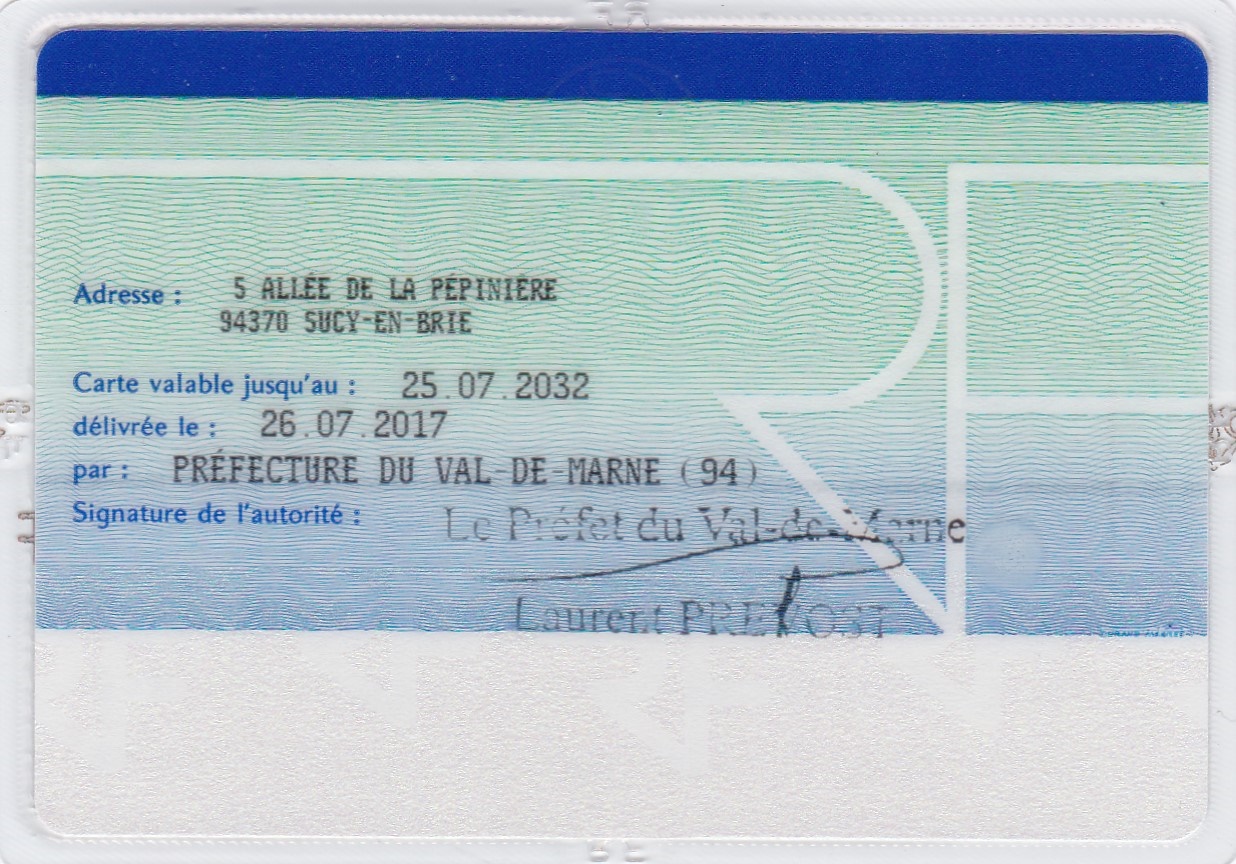 Adresse : 5 ALLÉE DE LA PÉPINIÈRE
94370 SUCY-EN-BRIE
Carte valable jusqu'au : 25.07.2032
délivrée le : 26.07.2017
par : PRÉFECTURE DU VAL-DE-MARNE (94)
Signature de l'autorité :
Le Préfet du Val-de-Marne
Laurent PREVOST
RF